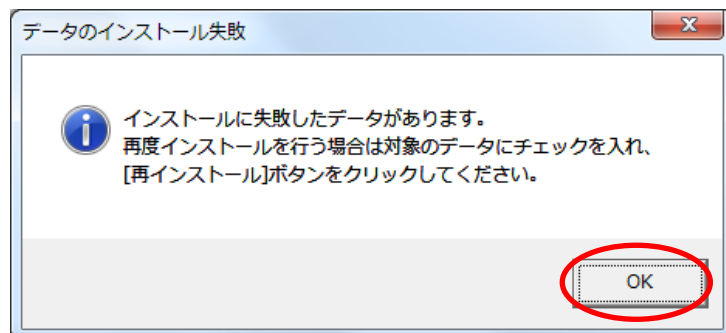 データのインストール失敗
インストールに失敗したデータがあります。
再度インストールを行う場合は対象のデータにチェックを入れ、
[再インストール]ボタンをクリックしてください。
OK